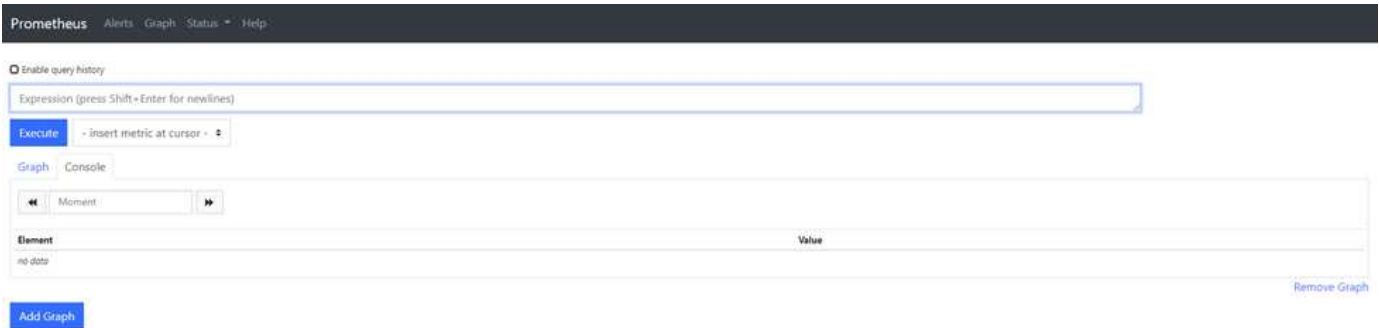 Prometheus Alerts Graph Status Help
Enable query history
Expression (press Shift+Enter for newlines)
Execute - insert metric at cursor -
Graph Console
Moment
Element Value
no data
Remove Graph
Add Graph